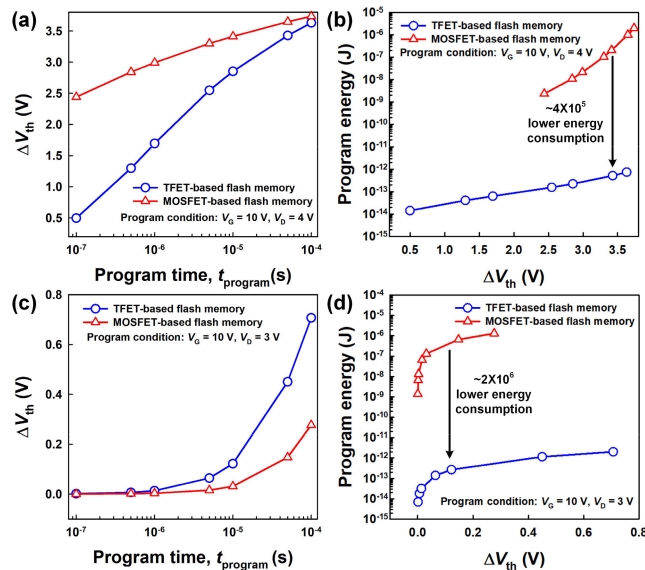 (a)
4.0
3.5
3.0
2.5
2.0
1.5
1.0
0.5
ΔVth (V)
TFET-based flash memory
MOSFET-based flash memory
Program condition: VG = 10 V, VD = 4 V
10-7
10-6
10-5
10-4
Program time, tprogram(s)
(b)
10-4
10-5
10-6
10-7
10-8
10-9
10-10
10-11
10-12
10-13
10-14
10-15
Program energy (J)
TFET-based flash memory
MOSFET-based flash memory
Program condition: VG = 10 V, VD = 4 V
~4X10⁵
lower energy
consumption
0.5 1.0 1.5 2.0 2.5 3.0 3.5
ΔVth (V)
(c)
0.8
0.6
0.4
0.2
0.0
ΔVth (V)
TFET-based flash memory
MOSFET-based flash memory
Program condition: VG = 10 V, VD = 3 V
10-7
10-6
10-5
10-4
Program time, tprogram(s)
(d)
10-4
10-5
10-6
10-7
10-8
10-9
10-10
10-11
10-12
10-13
10-14
10-15
Program energy (J)
TFET-based flash memory
MOSFET-based flash memory
~2X10⁶
lower energy
consumption
Program condition: VG = 10 V, VD = 3 V
0.0 0.2 0.4 0.6 0.8
ΔVth (V)